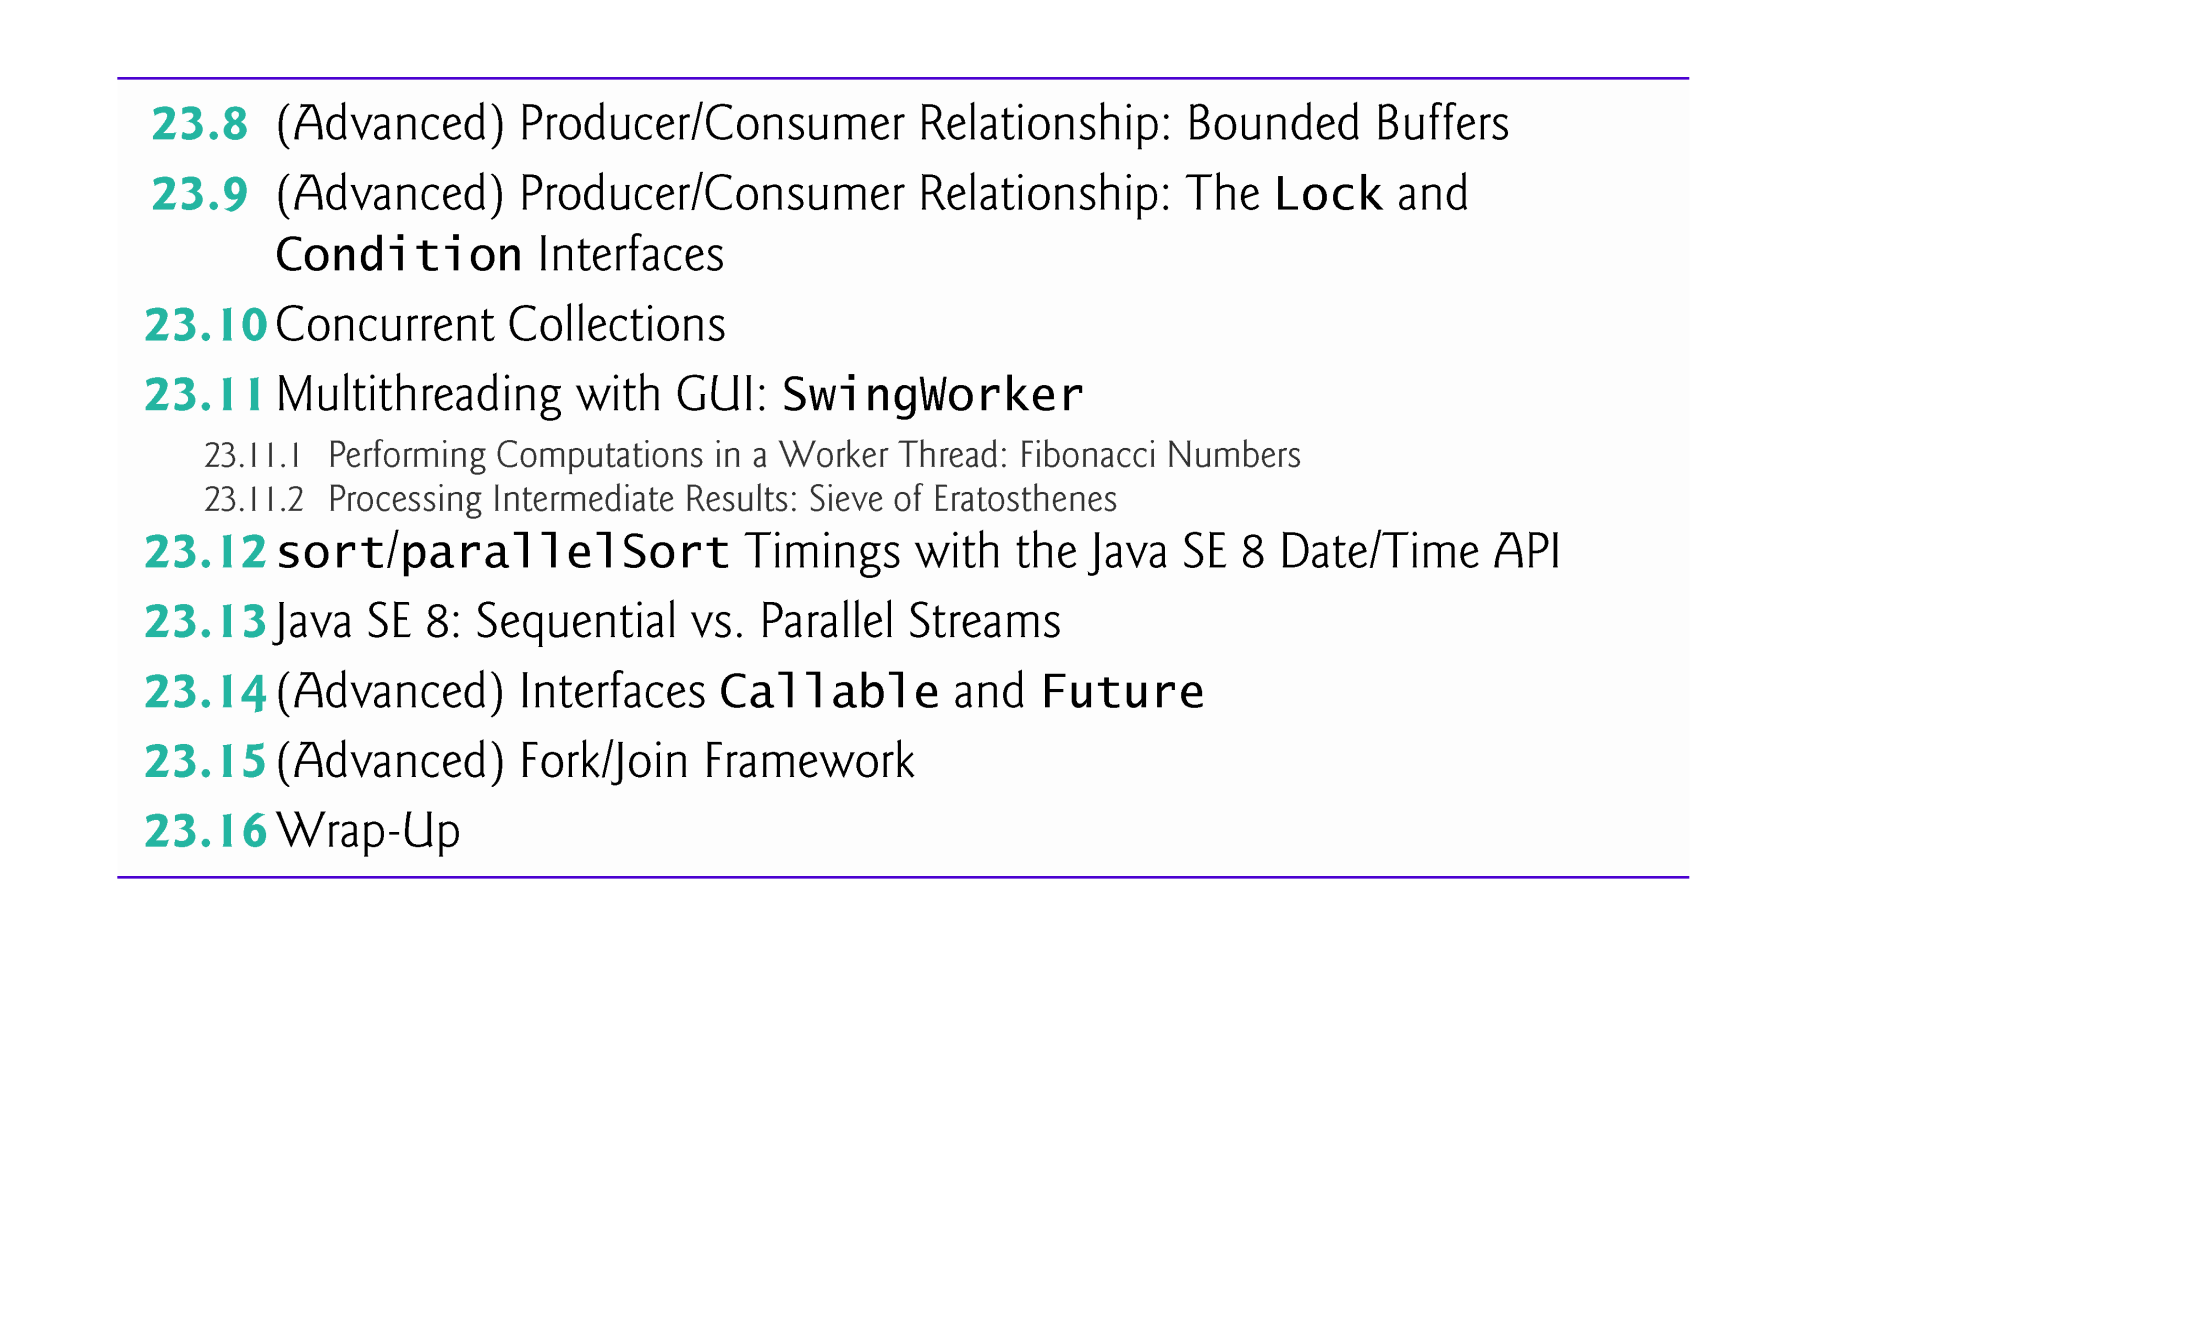 23.8 (Advanced) Producer/Consumer Relationship: Bounded Buffers
23.9 (Advanced) Producer/Consumer Relationship: The Lock and
Condition Interfaces
23.10 Concurrent Collections
23.11 Multithreading with GUI: SwingWorker
23.11.1 Performing Computations in a Worker Thread: Fibonacci Numbers
23.11.2 Processing Intermediate Results: Sieve of Eratosthenes
23.12 sort/parallelSort Timings with the Java SE 8 Date/Time API
23.13 Java SE 8: Sequential vs. Parallel Streams
23.14 (Advanced) Interfaces Callable and Future
23.15 (Advanced) Fork/Join Framework
23.16 Wrap-Up